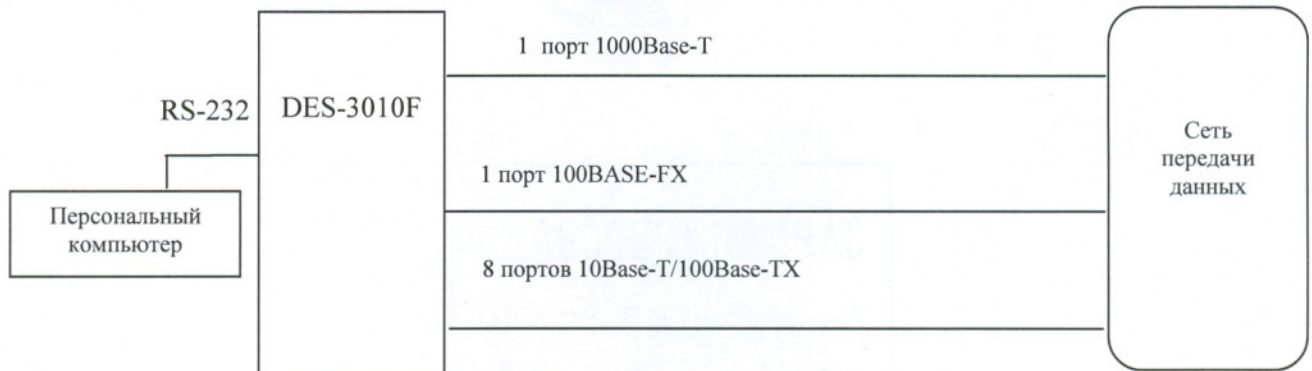 1 порт 1000Base-T
RS-232
DES-3010F
Сеть
передачи
данных
1 порт 100BASE-FX
Персональный
компьютер
8 портов 10Base-T/100Base-TX